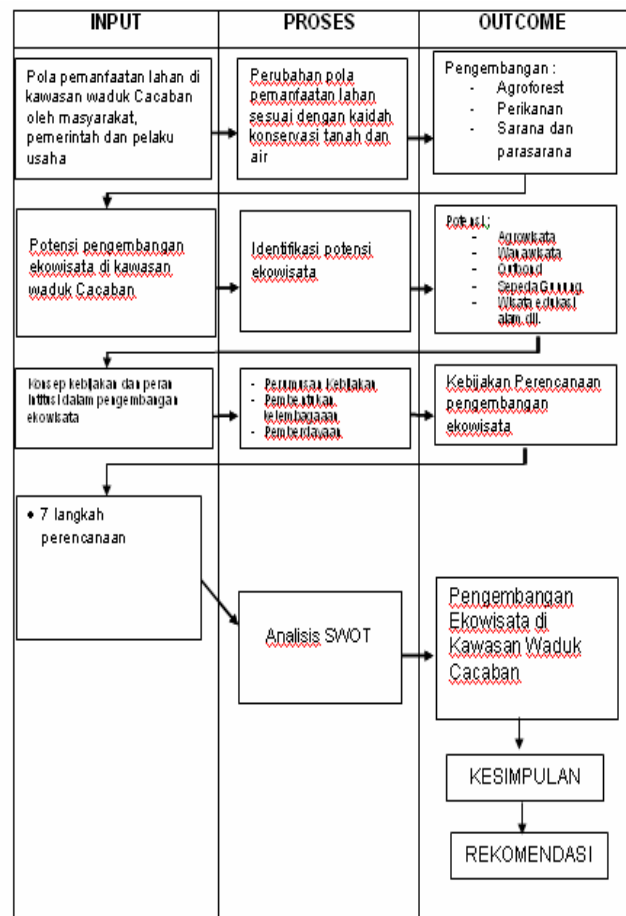 INPUT
PROSES
OUTCOME
Pola pemanfaatan lahan di
kawasan waduk Cacaban
oleh masyarakat,
pemerintah dan pelaku
usaha
Perubahan pola
pemanfaatan lahan
sesuai dengan kaidah
konservasi tanah dan
air
Pengembangan :
- Agroforest
- Perikanan
- Sarana dan
parasarana
Potensi pengembangan
ekowisata di kawasan
waduk Cacaban
Identifikasi potensi
ekowisata
Potensi :
- Agrowisata
- Wanawisata
- Outbond
- Sepeda Gunung
- Wisata edukasi
alam, dll.
Konsep kebijakan dan peran
Intitusi dalam pengembangan
ekowisata
- Perumusan Kebijakan
- Pembentukan
kelembagaan
- Pemberdayaan
Kebijakan Perencanaan
pengembangan
ekowisata
• 7 langkah
perencanaan
Analisis SWOT
Pengembangan
Ekowisata di
Kawasan Waduk
Cacaban
KESIMPULAN
REKOMENDASI